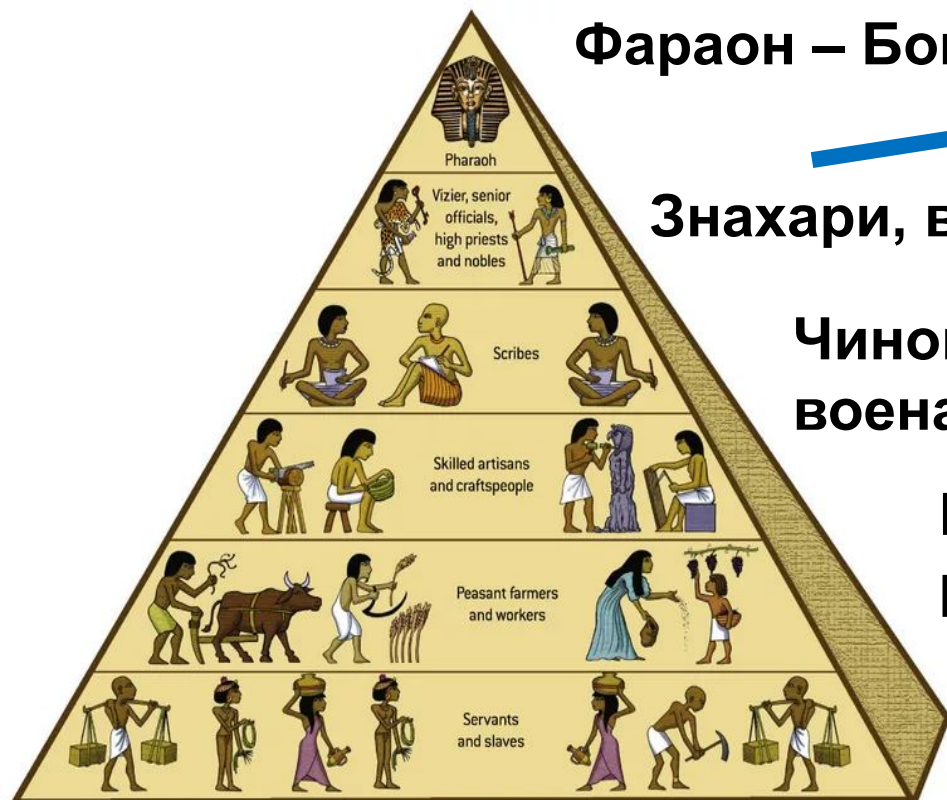 Фараон –
Pharaoh
Vizier, senior
officials,
high priests
and nobles
Знахари,
Scribes
Skilled artisans
and craftspeople
Peasant farmers
and workers
Servants
and slaves